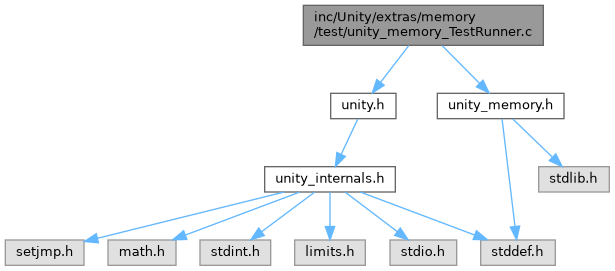 inc/Unity/extras/memory
/test/unity_memory_TestRunner.c
unity.h
unity_memory.h
unity_internals.h
stdlib.h
setjmp.h
math.h
stdint.h
limits.h
stdio.h
stddef.h